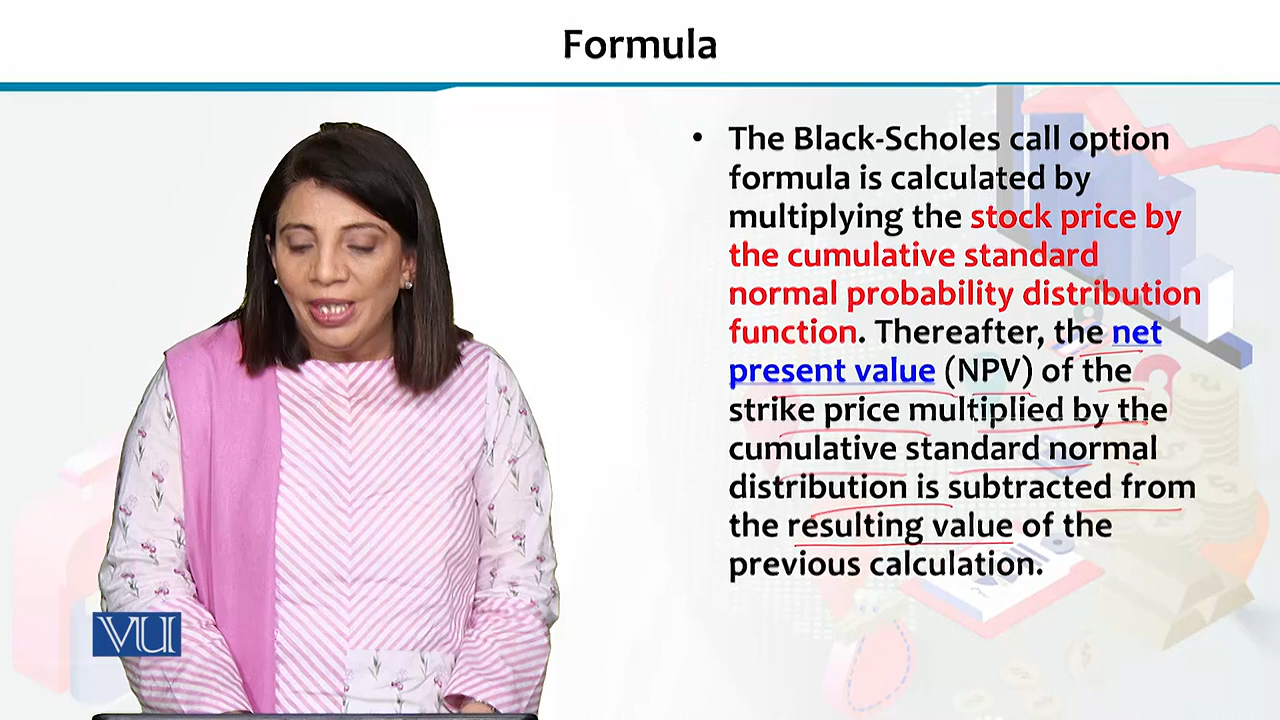 Formula
• The Black-Scholes call option
formula is calculated by
multiplying the stock price by
the cumulative standard
normal probability distribution
function. Thereafter, the net
present value (NPV) of the
strike price multiplied by the
cumulative standard normal
distribution is subtracted from
the resulting value of the
previous calculation.
VU